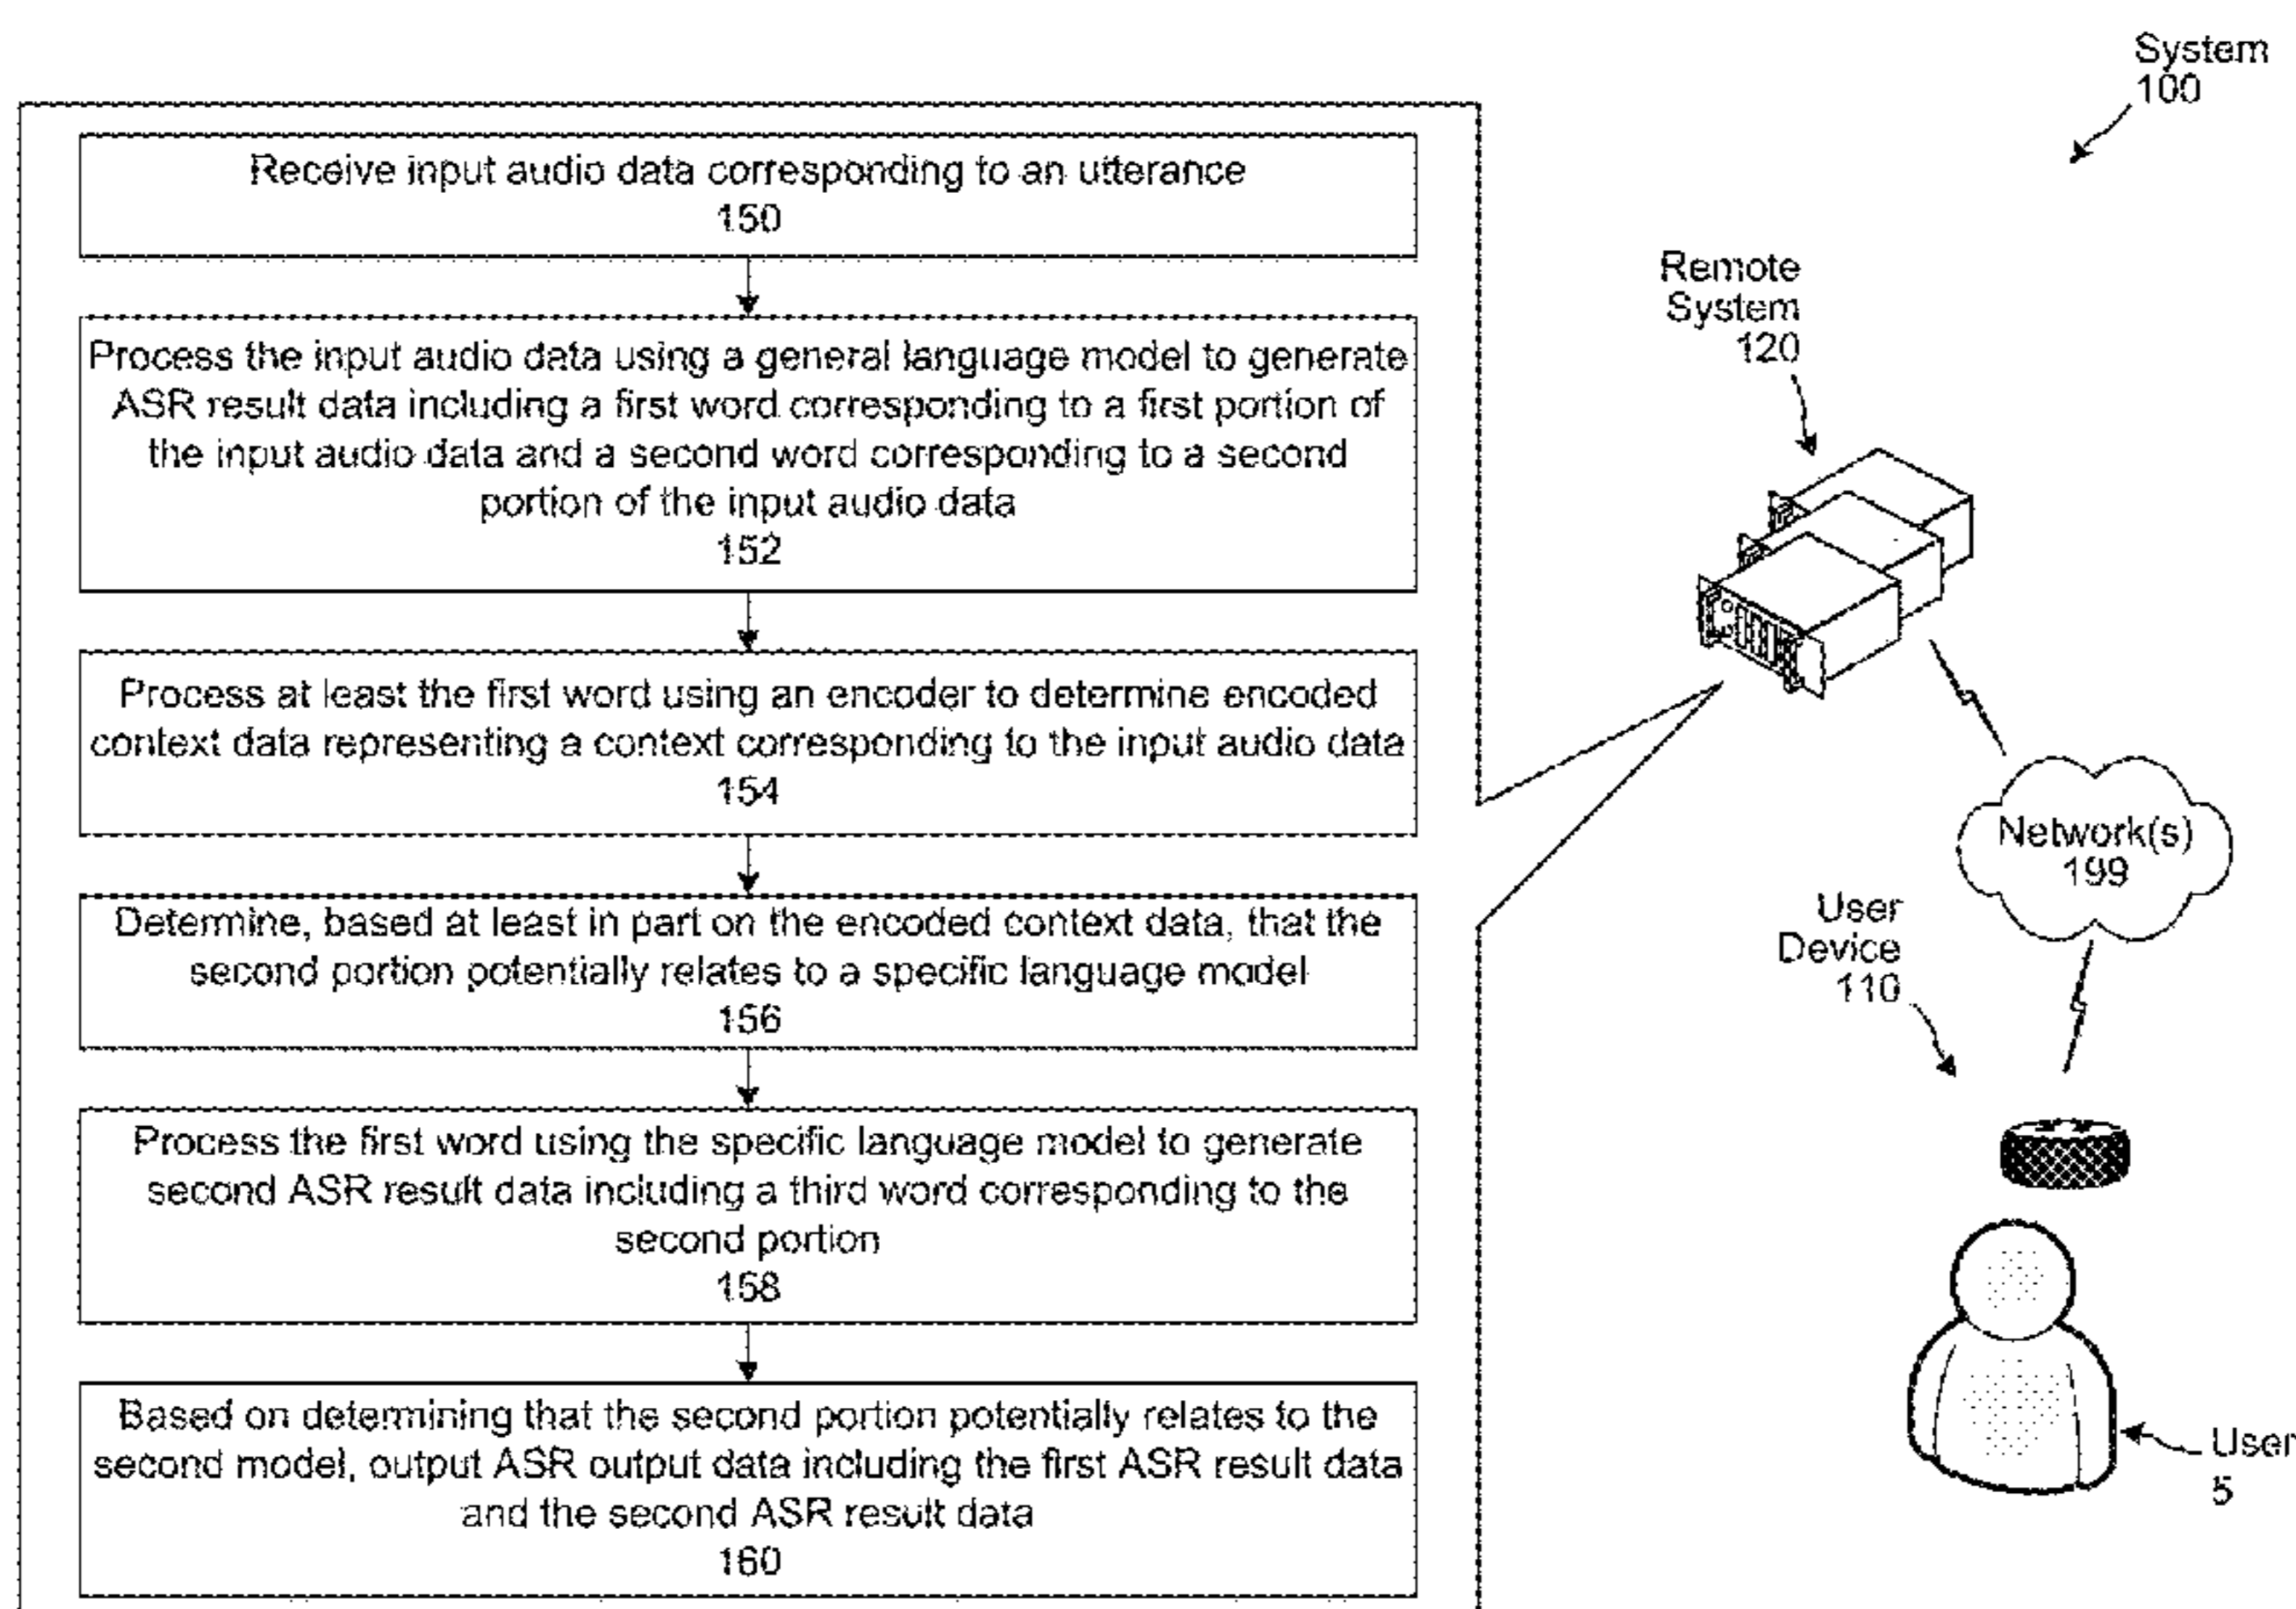 System
100
Receive input audio data corresponding to an utterance
150
Process the input audio data using a general language model to generate
ASR result data including a first word corresponding to a first portion of
the input audio data and a second word corresponding to a second
portion of the input audio data
152
Process at least the first word using an encoder to determine encoded
context data representing a context corresponding to the input audio data
154
Determine, based at least in part on the encoded context data, that the
second portion potentially relates to a specific language model
156
Process the first word using the specific language model to generate
second ASR result data including a third word corresponding to the
second portion
158
Based on determining that the second portion potentially relates to the
second model, output ASR output data including the first ASR result data
and the second ASR result data
160
Remote
System
120
Network(s)
199
User
Device
110
User
5